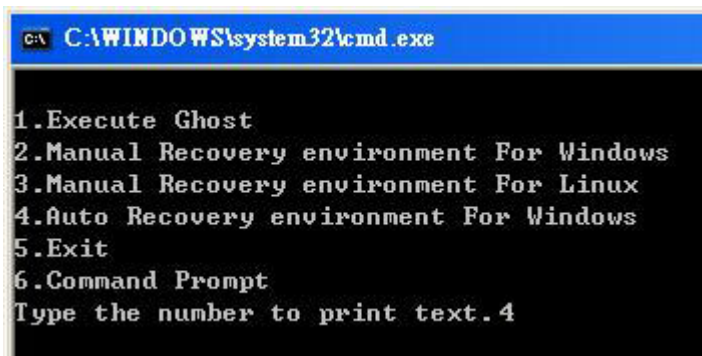 C:\WINDOWS\system32\cmd.exe
1.Execute Ghost
2.Manual Recovery environment For Windows
3.Manual Recovery environment For Linux
4.Auto Recovery environment For Windows
5.Exit
6.Command Prompt
Type the number to print text.4